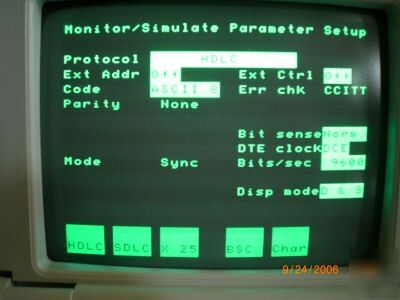 Monitor/Simulate Parameter Setup
Protocol HDLC
Ext Addr Off Ext Ctrl Off
Code ASCII 8 Err chk CCITT
Parity None
Bit sense Norm.
DTE clock DCE
Mode Sync Bits/sec 9600
Disp mode D & S
HDLC SDLC X.25 BSC Char
9/24/2006